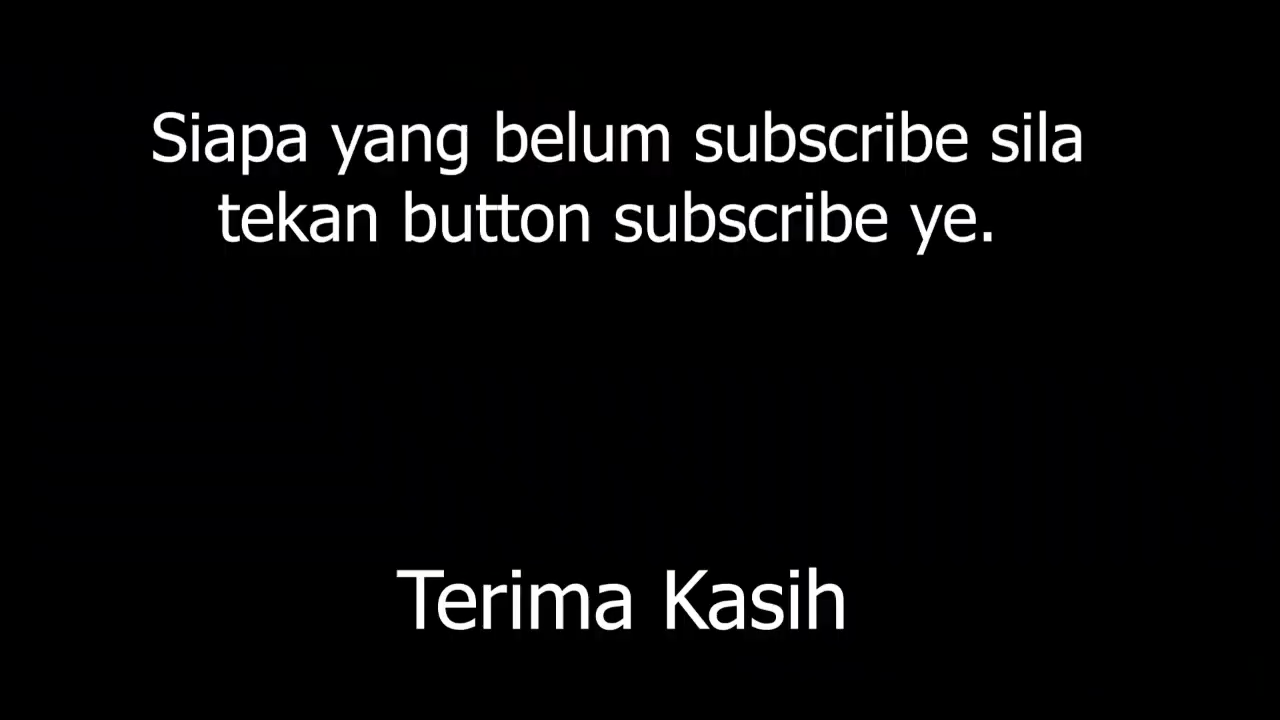 Siapa yang belum subscribe sila
tekan button subscribe ye.
Terima Kasih